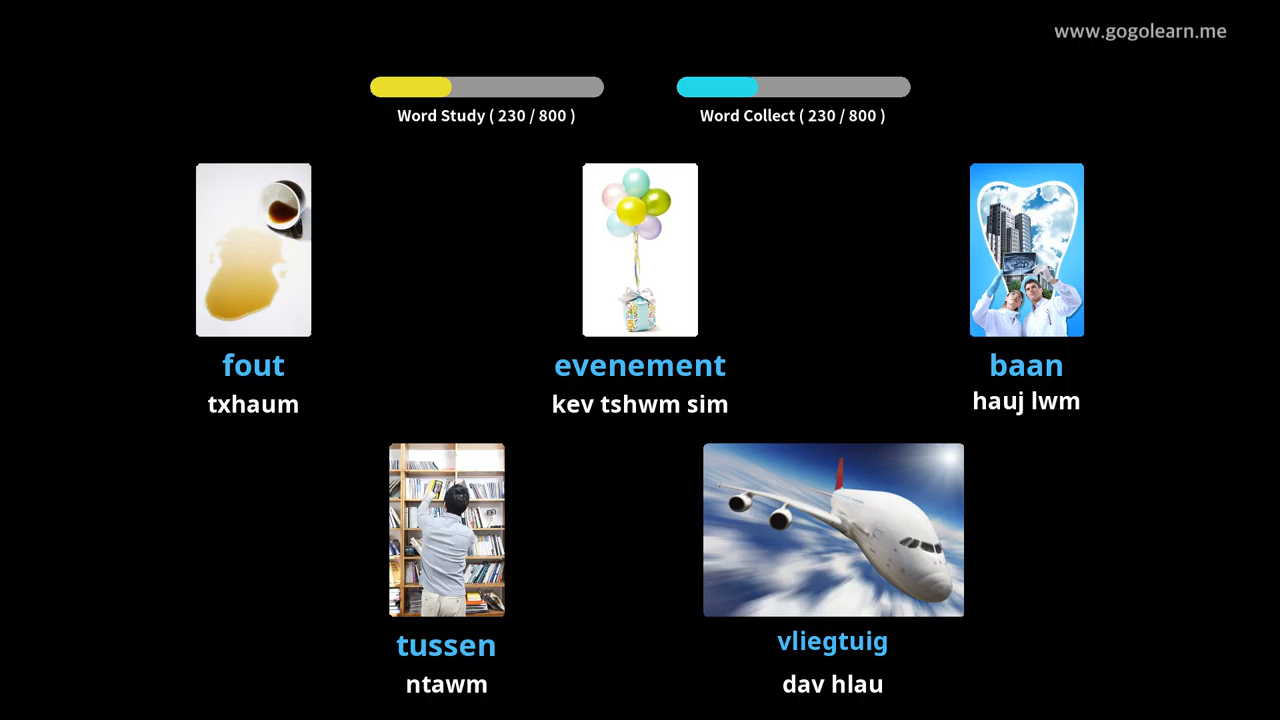 www.gogolearn.me
Word Study ( 230 / 800 )
Word Collect ( 230 / 800 )
fout
txhaum
evenement
kev tshwm sim
baan
hauj lwm
tussen
ntawm
vliegtuig
dav hlau